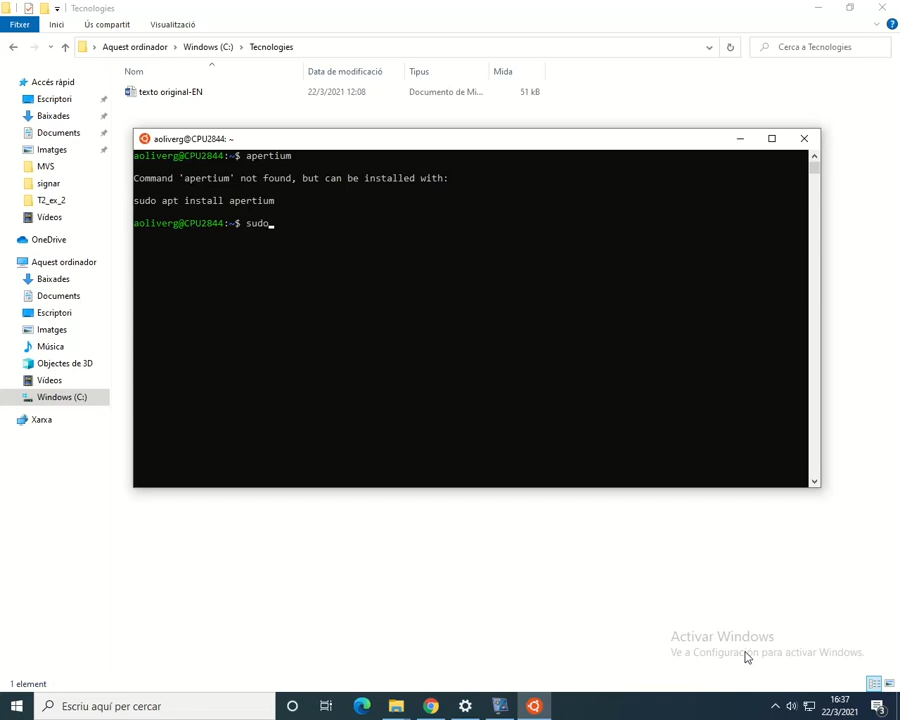 Tecnologies
Fitxer Inici Ús compartit Visualització
Aquest ordinador Windows (C:) Tecnologies
Cerca a Tecnologies
Nom Data de modificació Tipus Mida
texto original-EN 22/3/2021 12:08 Documento de Mi... 51 kB
Accés ràpid
Escriptori
Baixades
Documents
Imatges
MVS
signar
T2_ex_2
Vídeos
OneDrive
Aquest ordinador
Baixades
Documents
Escriptori
Imatges
Música
Objectes de 3D
Vídeos
Windows (C:)
Xarxa
aoliverg@CPU2844: ~
aoliverg@CPU2844:~$ apertium
Command 'apertium' not found, but can be installed with:
sudo apt install apertium
aoliverg@CPU2844:~$ sudo
Activar Windows
Ve a Configuración para activar Windows.
1 element
Escriu aquí per cercar
16:37
22/3/2021
3